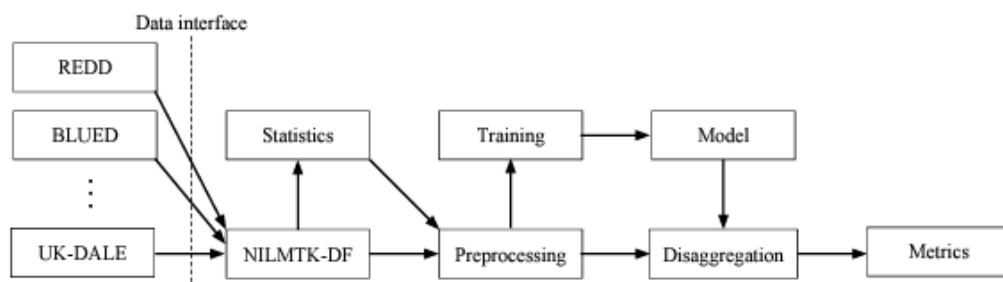 Data interface
REDD
BLUED
Statistics
Training
Model
⋮
UK-DALE
NILMTK-DF
Preprocessing
Disaggregation
Metrics